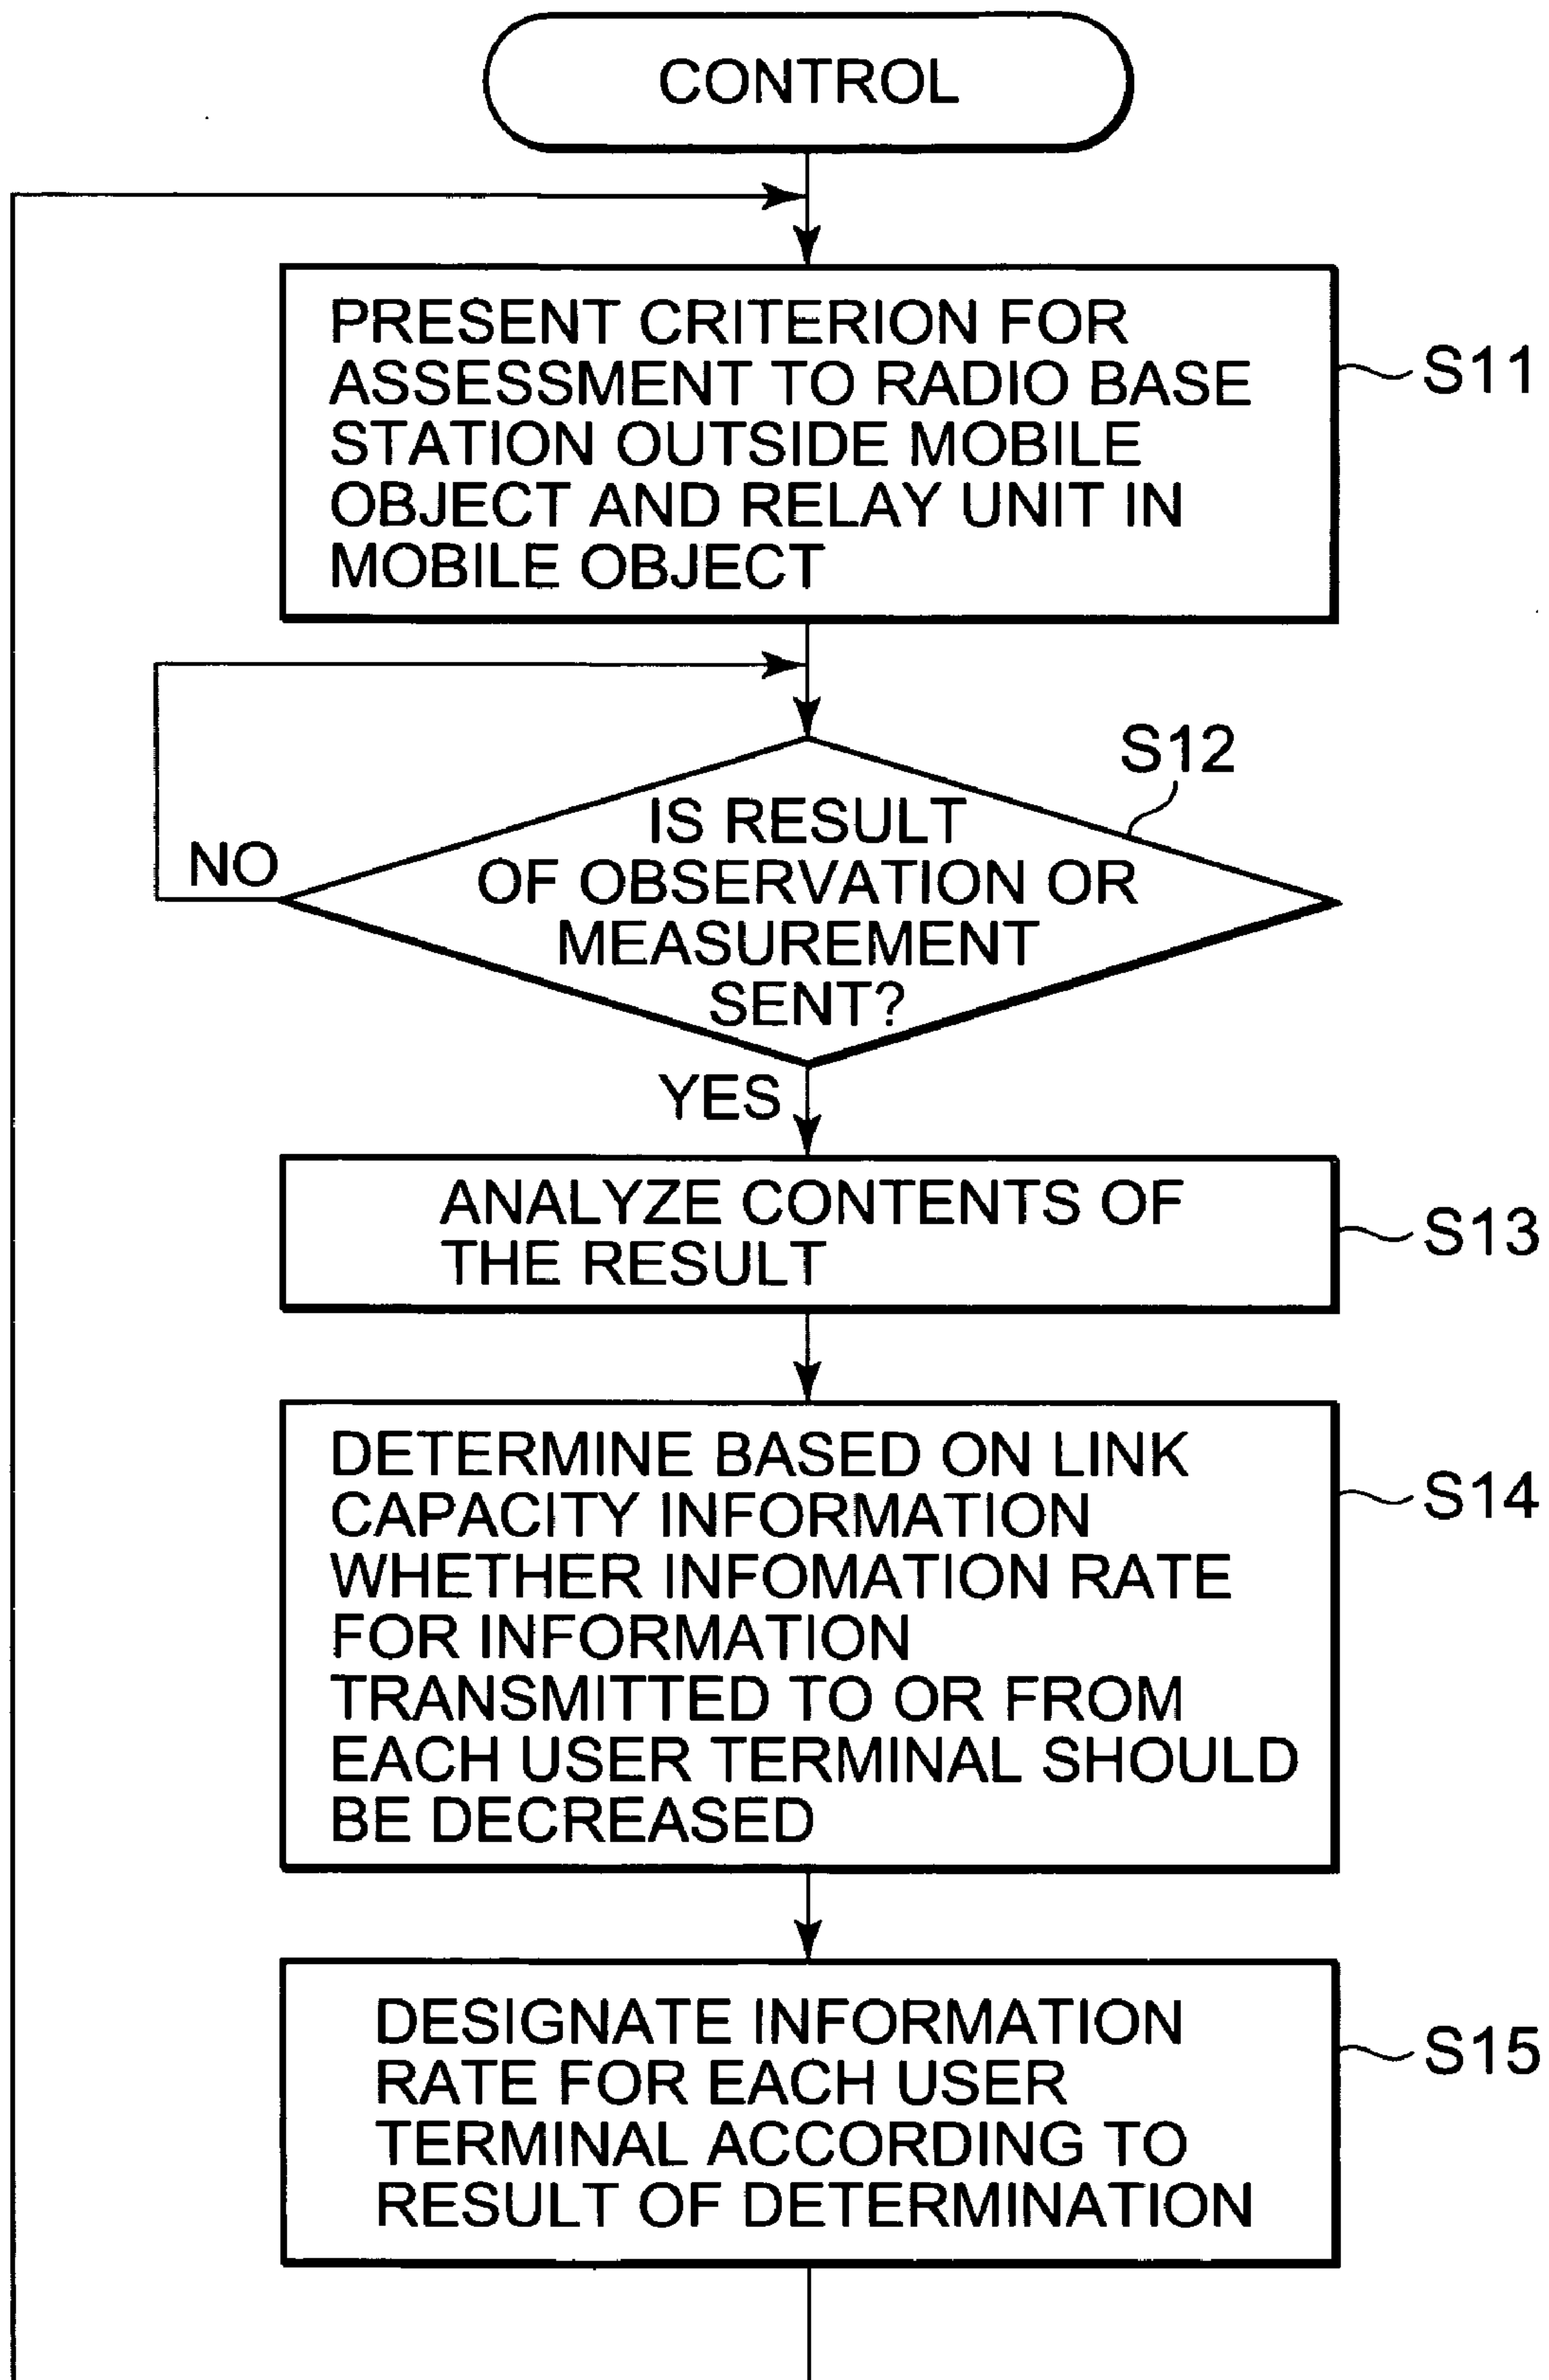 CONTROL
PRESENT CRITERION FOR
ASSESSMENT TO RADIO BASE
STATION OUTSIDE MOBILE
OBJECT AND RELAY UNIT IN
MOBILE OBJECT
S11
S12
IS RESULT
OF OBSERVATION OR
MEASUREMENT
SENT?
NO
YES
ANALYZE CONTENTS OF
THE RESULT
S13
DETERMINE BASED ON LINK
CAPACITY INFORMATION
WHETHER INFOMATION RATE
FOR INFORMATION
TRANSMITTED TO OR FROM
EACH USER TERMINAL SHOULD
BE DECREASED
S14
DESIGNATE INFORMATION
RATE FOR EACH USER
TERMINAL ACCORDING TO
RESULT OF DETERMINATION
S15